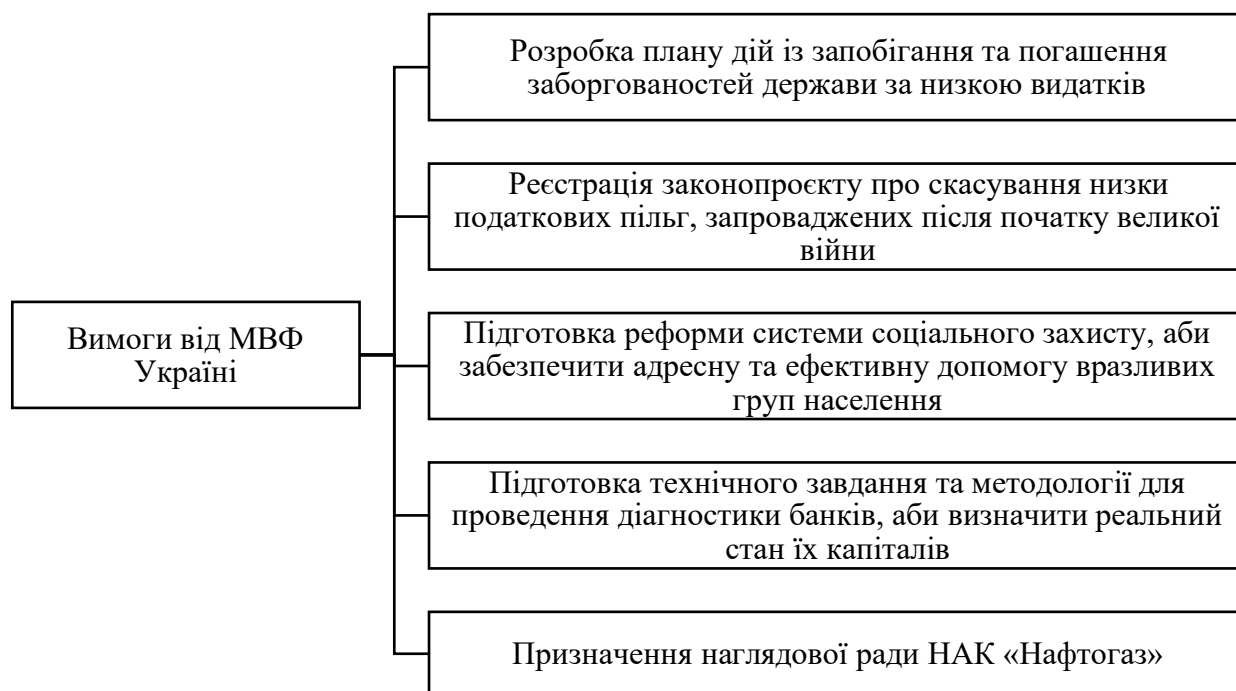 Вимоги від МВФ
Україні
Розробка плану дій із запобігання та погашення
заборгованостей держави за низкою видатків
Реєстрація законопроєкту про скасування низки
податкових пільг, запроваджених після початку великої
війни
Підготовка реформи системи соціального захисту, аби
забезпечити адресну та ефективну допомогу вразливих
груп населення
Підготовка технічного завдання та методології для
проведення діагностики банків, аби визначити реальний
стан їх капіталів
Призначення наглядової ради НАК «Нафтогаз»